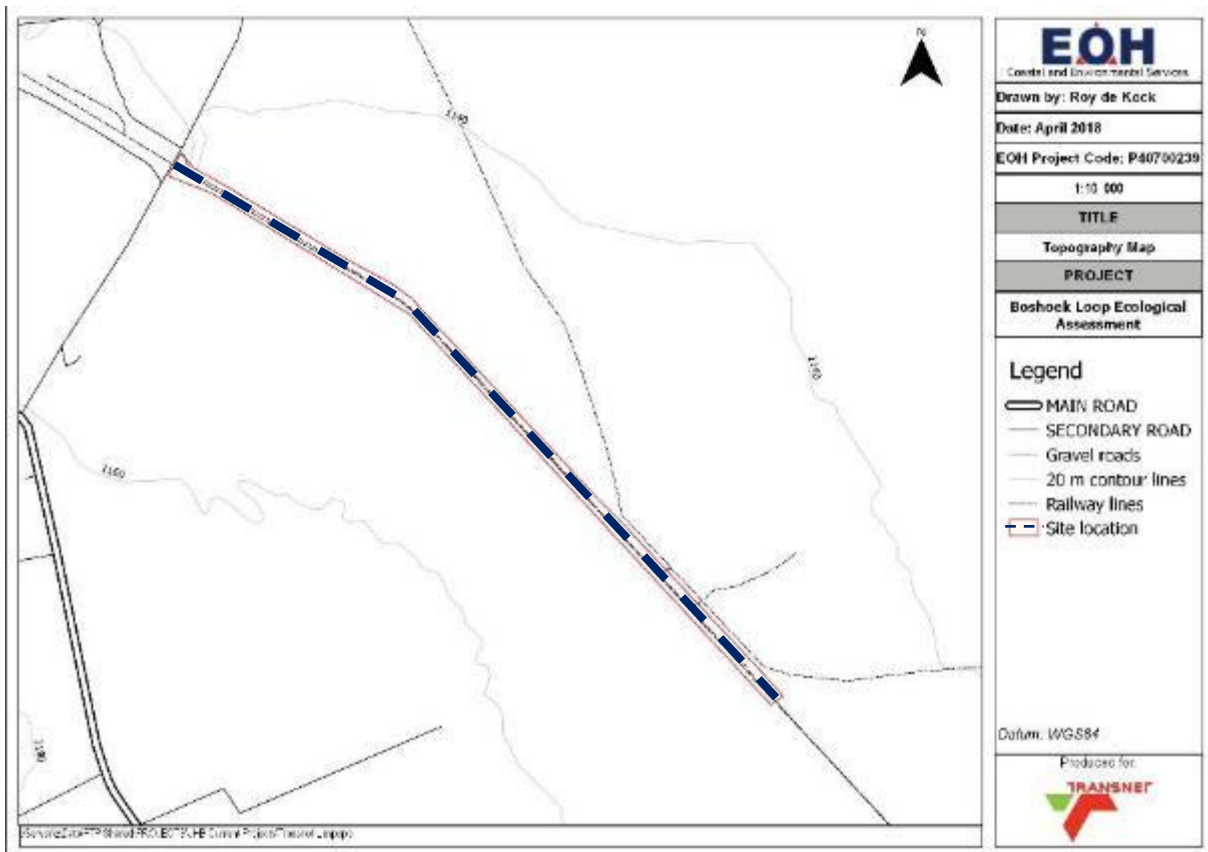 N
1140
1140
1160
1180
EOH
Coastal and Environmental Services
Drawn by: Roy de Kock
Date: April 2018
EOH Project Code: P40700239
1:10 000
TITLE
Topography Map
PROJECT
Boshoek Loop Ecological
Assessment
Legend
MAIN ROAD
SECONDARY ROAD
Gravel roads
20 m contour lines
Railway lines
Site location
Datum: WGS84
Produced for:
TRANSNET